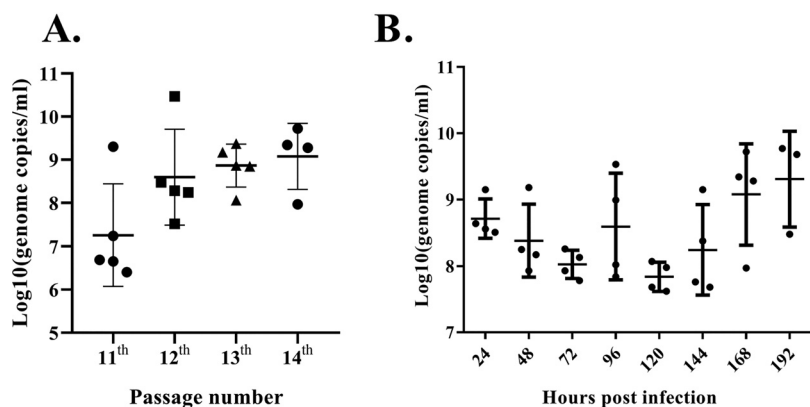 A.
Log10(genome copies/ml)
11
10
9
8
7
6
5
11th 12th 13th 14th
Passage number
B.
Log10(genome copies/ml)
11
10
9
8
7
24 48 72 96 120 144 168 192
Hours post infection